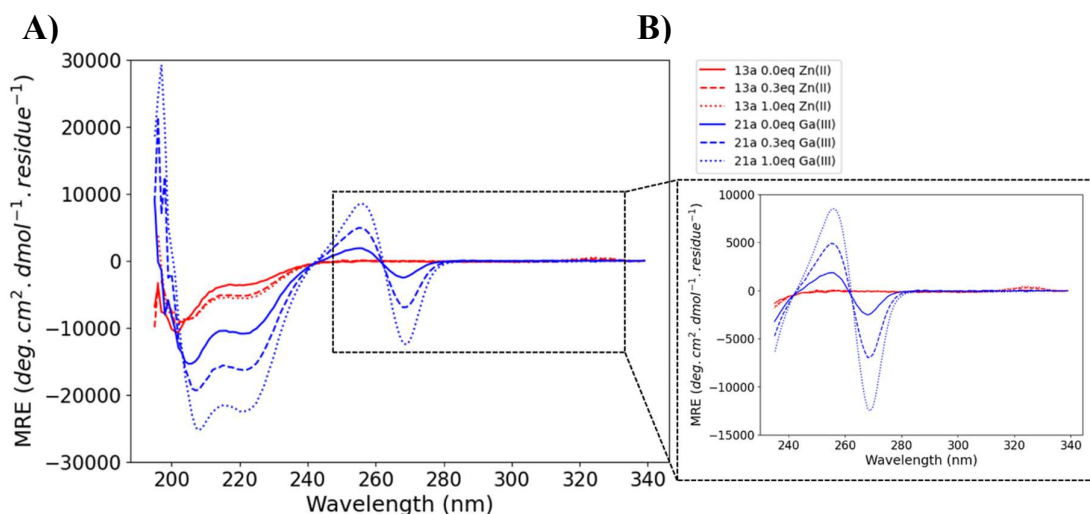 A)
B)
30000
20000
10000
0
−10000
−20000
−30000
MRE (deg. cm². dmol⁻¹. residue⁻¹)
200 220 240 260 280 300 320 340
Wavelength (nm)
13a 0.0eq Zn(II)
13a 0.3eq Zn(II)
13a 1.0eq Zn(II)
21a 0.0eq Ga(III)
21a 0.3eq Ga(III)
21a 1.0eq Ga(III)
10000
5000
0
−5000
−10000
−15000
MRE (deg. cm². dmol⁻¹. residue⁻¹)
240 260 280 300 320 340
Wavelength (nm)